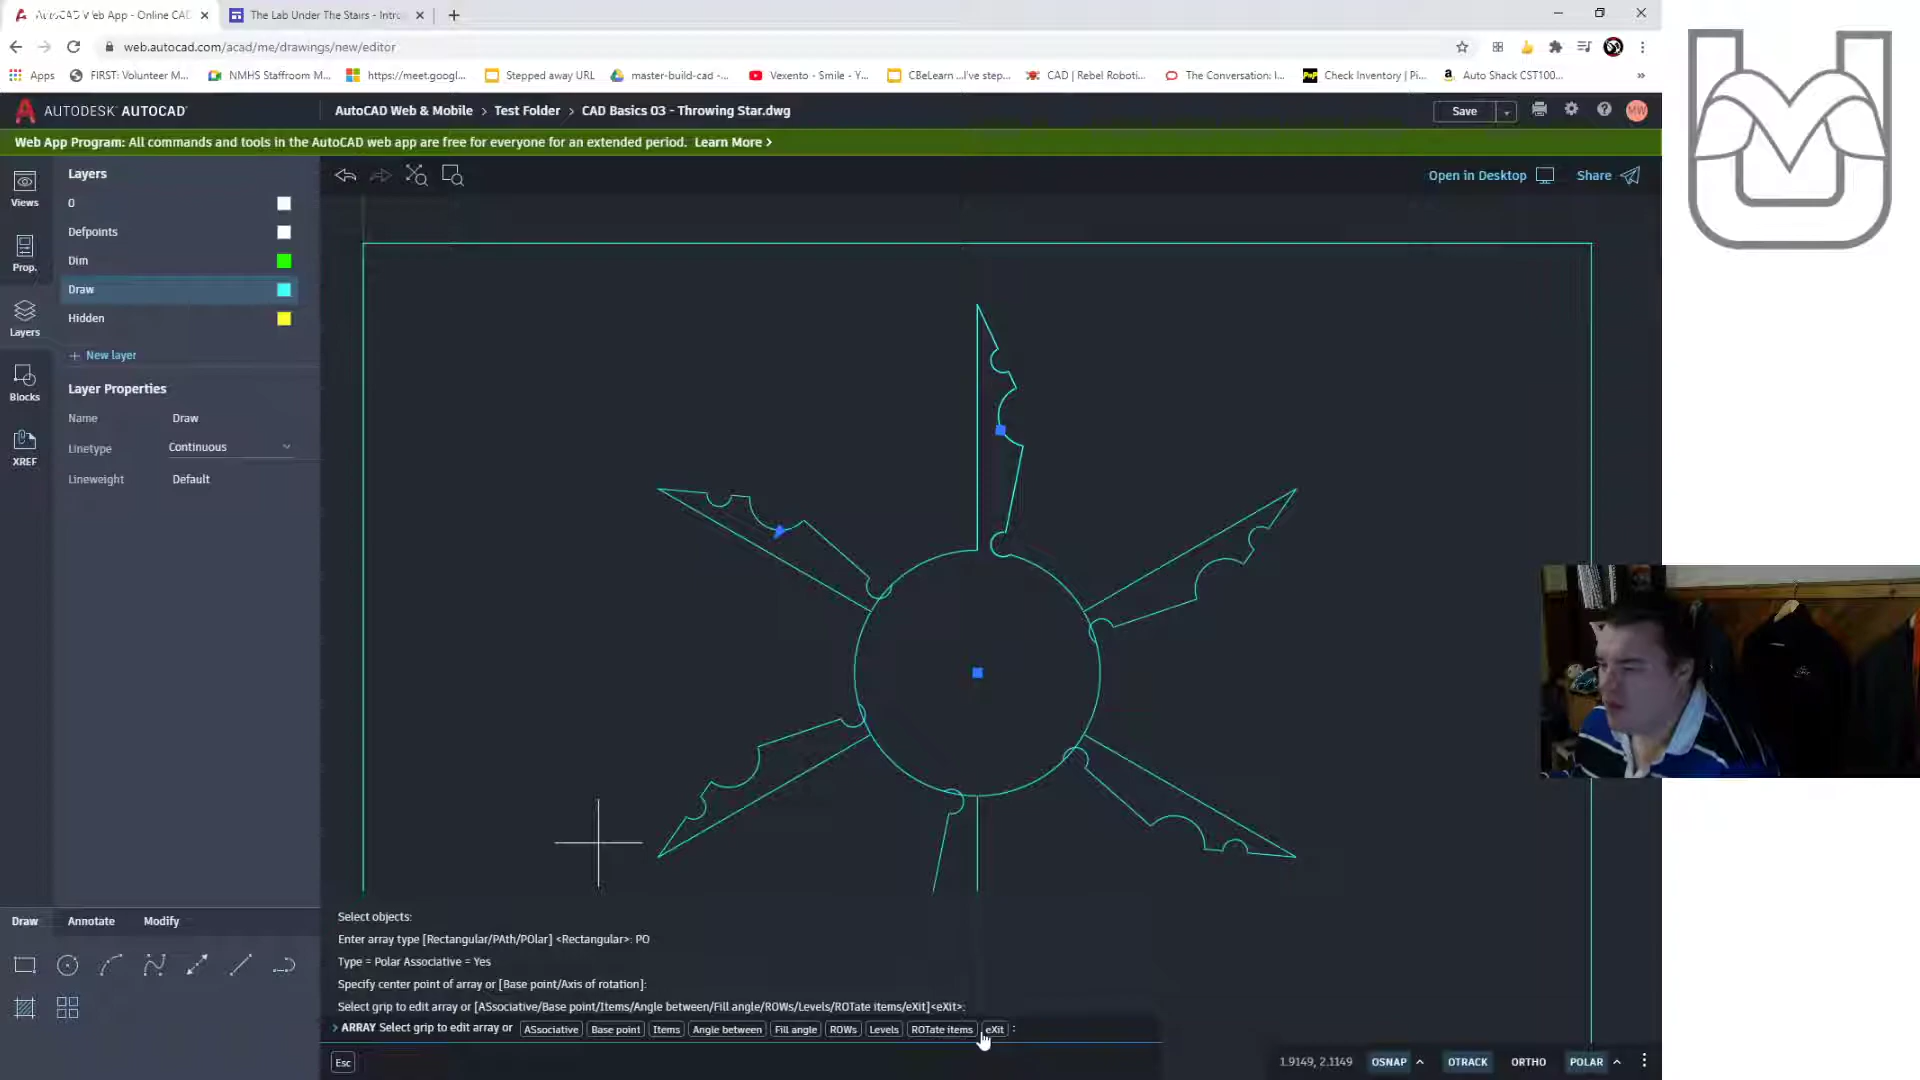 AutoCAD Web App - Online CAD
The Lab Under The Stairs - Intro
web.autocad.com/acad/me/drawings/new/editor
Apps
FIRST: Volunteer M...
NMHS Staffroom M...
https://meet.googl...
Stepped away URL
master-build-cad -...
Vexento - Smile - Y...
CBeLearn ...I've step...
CAD | Rebel Roboti...
The Conversation: I...
Check Inventory | Pi...
Auto Shack CST100...
»
AUTODESK® AUTOCAD®
AutoCAD Web & Mobile > Test Folder > CAD Basics 03 - Throwing Star.dwg
Save
MW
Web App Program: All commands and tools in the AutoCAD web app are free for everyone for an extended period. Learn More >
Views
Prop.
Layers
Blocks
XREF
Layers
0
Defpoints
Dim
Draw
Hidden
+ New layer
Layer Properties
Name Draw
Linetype Continuous
Lineweight Default
Open in Desktop
Share
Draw Annotate Modify
Select objects:
Enter array type [Rectangular/PAth/POlar] <Rectangular>: PO
Type = Polar Associative = Yes
Specify center point of array or [Base point/Axis of rotation]:
Select grip to edit array or [ASsociative/Base point/Items/Angle between/Fill angle/ROWs/Levels/ROTate items/eXit]<eXit>:
> ARRAY Select grip to edit array or ASsociative Base point Items Angle between Fill angle ROWs Levels ROTate items eXit :
Esc
1.9149, 2.1149 OSNAP OTRACK ORTHO POLAR